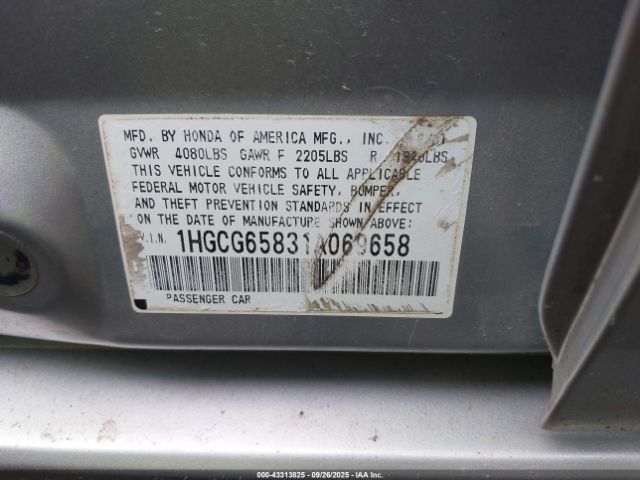 MFD. BY HONDA OF AMERICA MFG., INC.
GVWR 4080LBS GAWR F 2205LBS R
THIS VEHICLE CONFORMS TO ALL APPLICABLE
FEDERAL MOTOR VEHICLE SAFETY, BUMPER,
AND THEFT PREVENTION STANDARDS IN EFFECT
ON THE DATE OF MANUFACTURE SHOWN ABOVE:
V.I.N. 1HGCG65831A069658
PASSENGER CAR
000-43313825 - 09/26/2025 - IAA Inc.